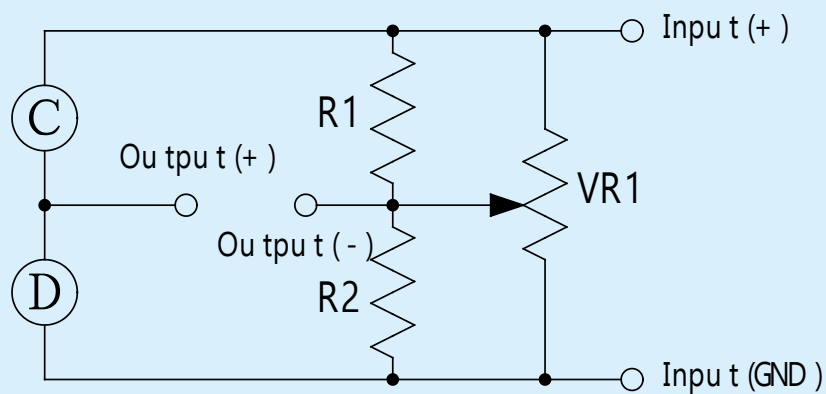 Input(+)
C
R1
Output(+)
VR1
Output(-)
D
R2
Input(GND)